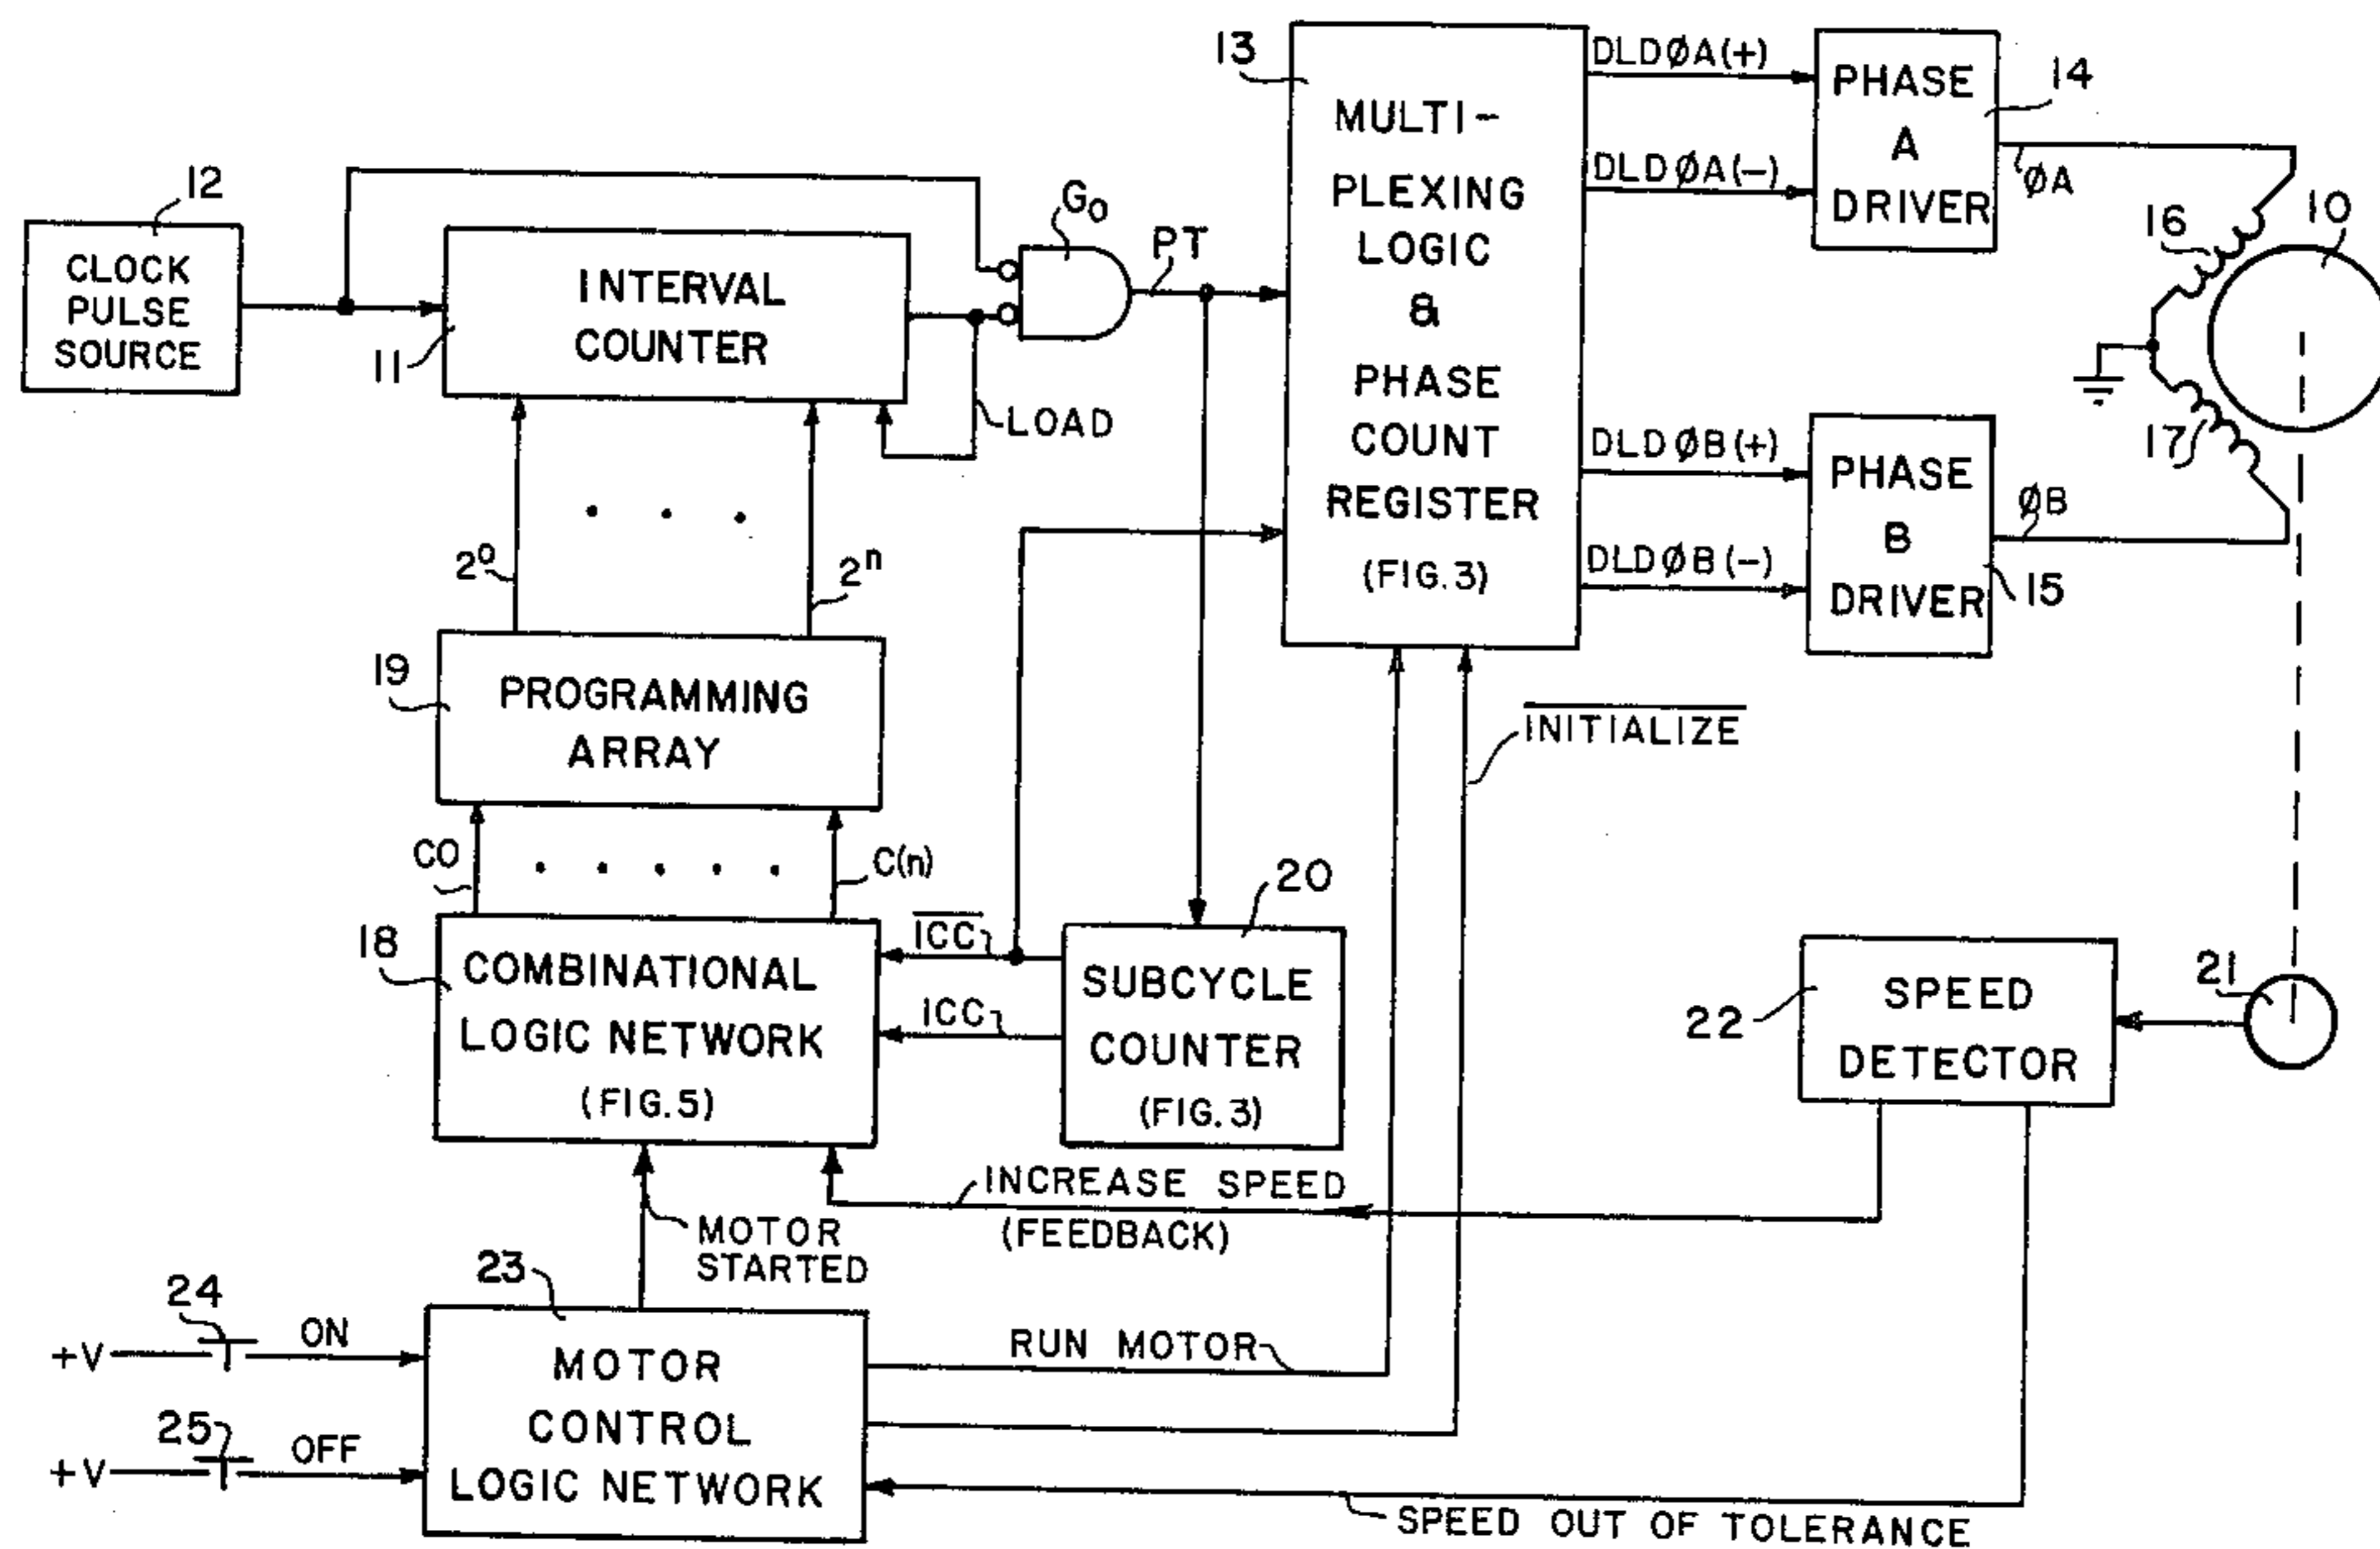 12
CLOCK
PULSE
SOURCE
INTERVAL
COUNTER
11
G₀
PT
LOAD
13
MULTI-
PLEXING
LOGIC
&
PHASE
COUNT
REGISTER
(FIG. 3)
DLDØA(+)
DLDØA(-)
DLDØB(+)
DLDØB(-)
PHASE
A
DRIVER
14
ØA
16
10
17
PHASE
B
DRIVER
15
ØB
2⁰
2ⁿ
19
PROGRAMMING
ARRAY
INITIALIZE
CO
C(n)
18
COMBINATIONAL
LOGIC NETWORK
(FIG. 5)
ICC
ICC
20
SUBCYCLE
COUNTER
(FIG. 3)
22
SPEED
DETECTOR
21
INCREASE SPEED
(FEEDBACK)
MOTOR
STARTED
23
24
+V
ON
25
+V
OFF
MOTOR
CONTROL
LOGIC NETWORK
RUN MOTOR
SPEED OUT OF TOLERANCE